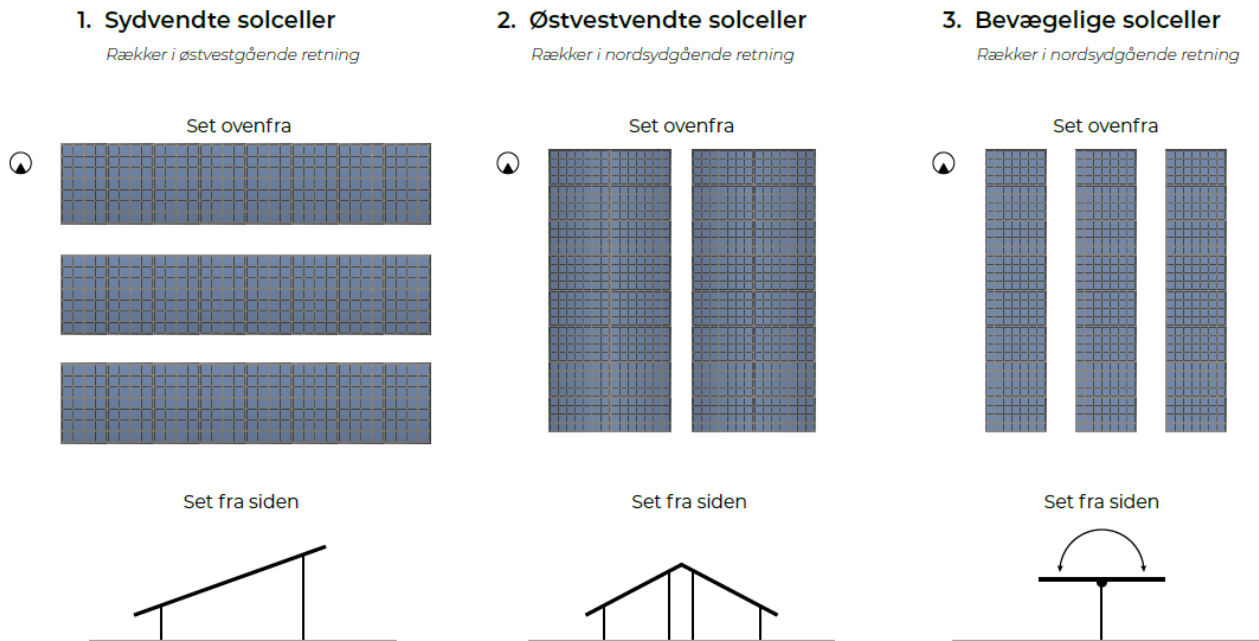 1. Sydvendte solceller
Rækker i østvestgående retning
Set ovenfra
Set fra siden
2. Østvestvendte solceller
Rækker i nordsydgående retning
Set ovenfra
Set fra siden
3. Bevægelige solceller
Rækker i nordsydgående retning
Set ovenfra
Set fra siden